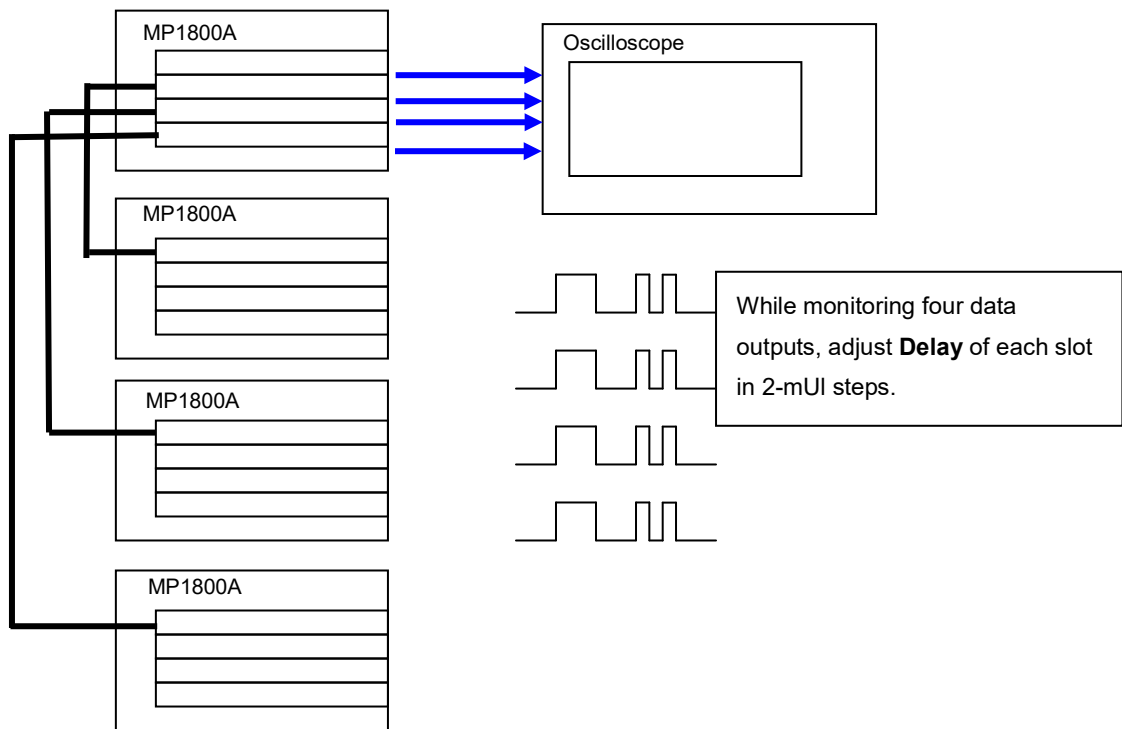 MP1800A
Oscilloscope
MP1800A
While monitoring four data
outputs, adjust Delay of each slot
in 2-mUI steps.
MP1800A
MP1800A